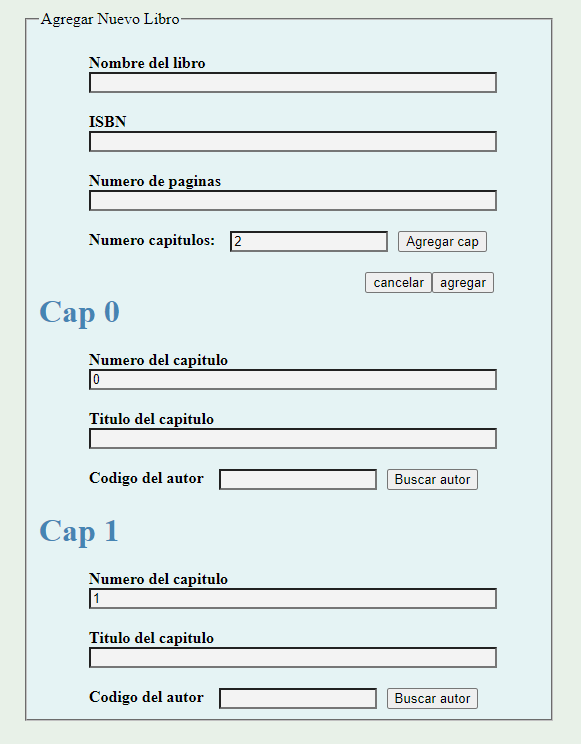 Agregar Nuevo Libro
Nombre del libro
ISBN
Numero de paginas
Numero capitulos: 2 Agregar cap
cancelar agregar
Cap 0
Numero del capitulo
0
Titulo del capitulo
Codigo del autor Buscar autor
Cap 1
Numero del capitulo
1
Titulo del capitulo
Codigo del autor Buscar autor